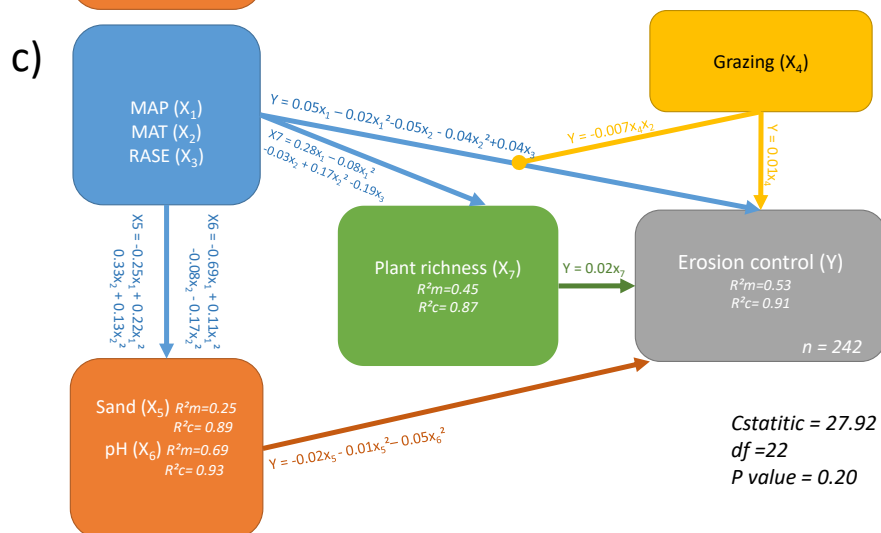 c)
MAP (X₁)
MAT (X₂)
RASE (X₃)
Grazing (X₄)
Y = 0.05x₁ – 0.02x₁²-0.05x₂ - 0.04x₂²+0.04x₃
Y = -0.007x₄x₂
Y = 0.01x₄
X7 = 0.28x₁ – 0.08x₁²
-0.03x₂ + 0.17x₂² -0.19x₃
X5 = -0.25x₁ + 0.22x₁²
0.33x₂ + 0.13x₂²
X6 = -0.69x₁ + 0.11x₁²
-0.08x₂ - 0.17x₂²
Plant richness (X₇)
R²m=0.45
R²c= 0.87
Y = 0.02x₇
Erosion control (Y)
R²m=0.53
R²c= 0.91
n = 242
Sand (X₅) R²m=0.25
R²c= 0.89
pH (X₆) R²m=0.69
R²c= 0.93
Y = -0.02x₅ - 0.01x₅²– 0.05x₆²
Cstatitic = 27.92
df =22
P value = 0.20